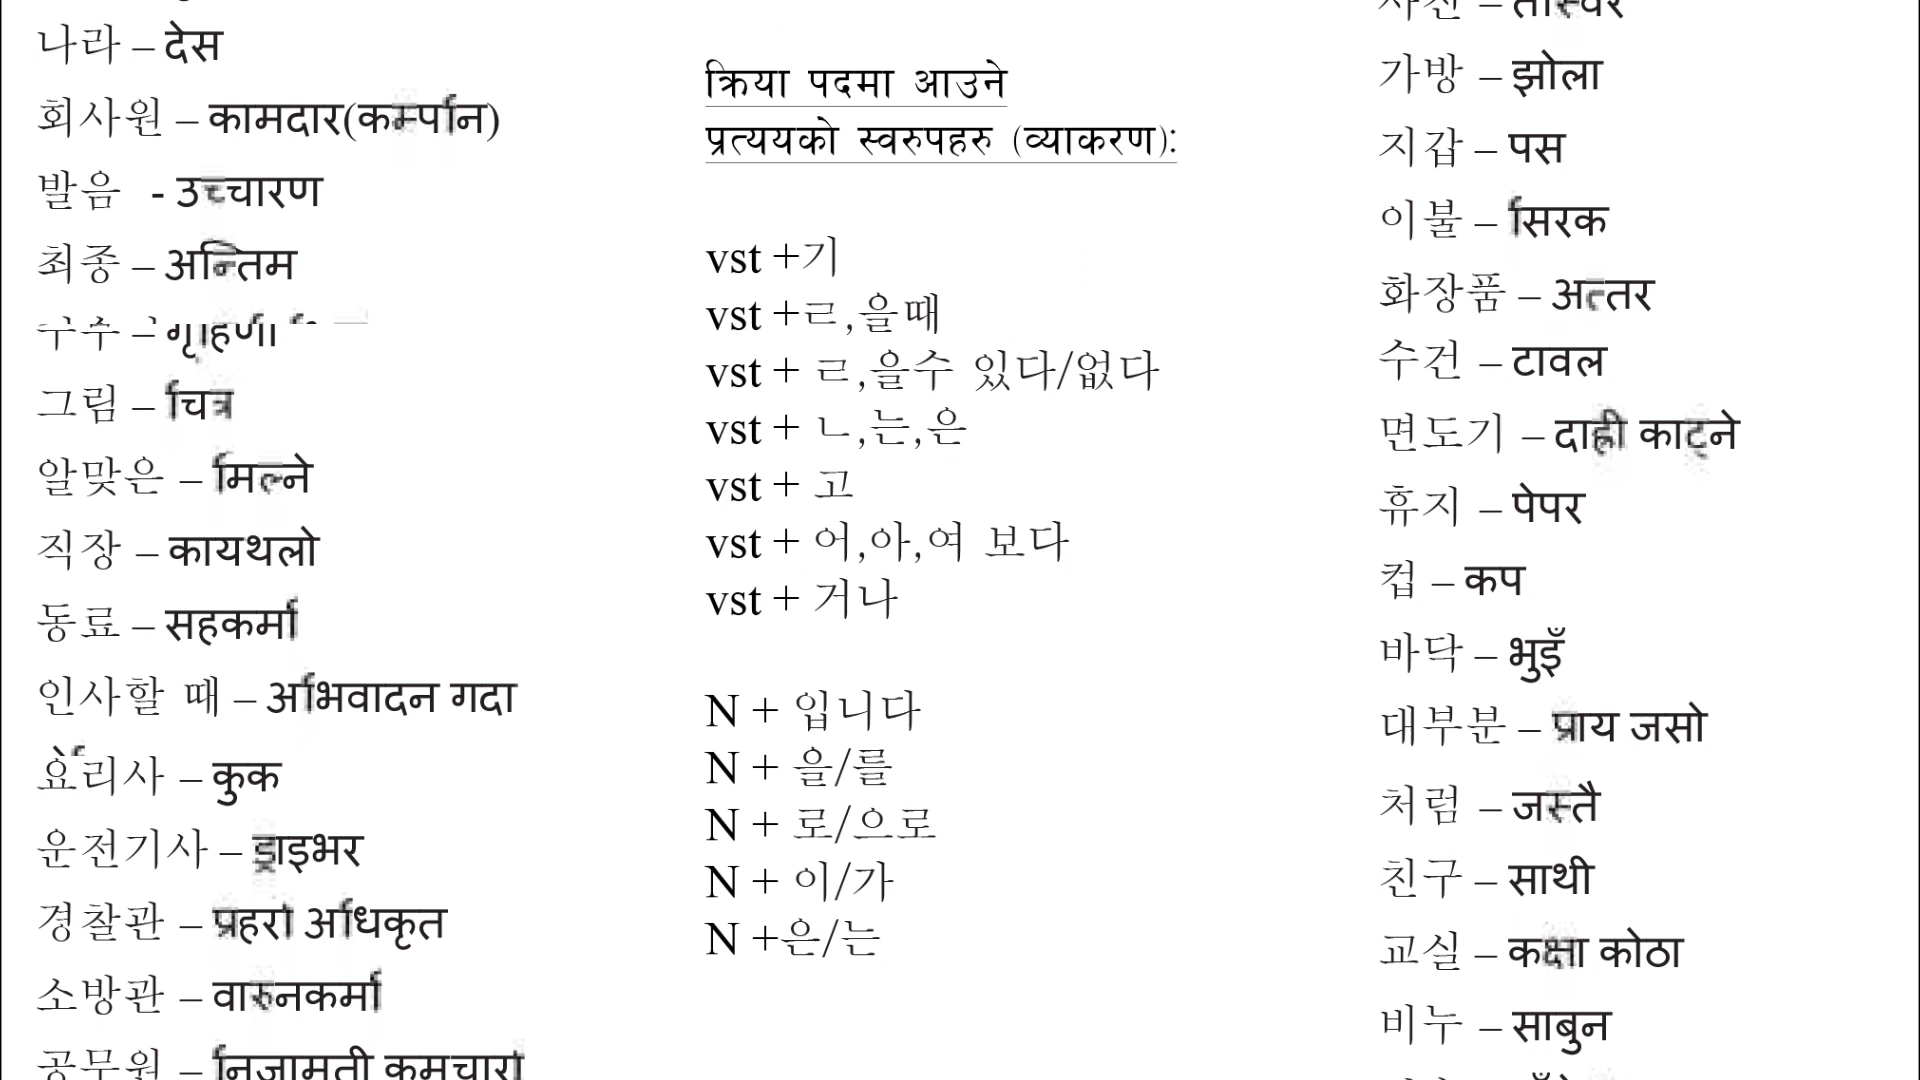 나라 – देस
회사원 – कामदार(कम्पनि)
발음 - उच्चारण
최종 – अन्तिम
그림 – चित्र
알맞은 – मिल्ने
직장 – कायथलो
동료 – सहकर्मी
인사할 때 – अभिवादन गदा
요리사 – कुक
운전기사 – ड्राइभर
경찰관 – प्रहरी अधिकृत
소방관 – वारुनकर्मी
공무원 – निजामती कमचारी
क्रिया पदमा आउने
प्रत्ययको स्वरुपहरु (व्याकरण):
vst +기
vst +ㄹ,을때
vst + ㄹ,을수 있다/없다
vst + ㄴ,는,은
vst + 고
vst + 어,아,여 보다
vst + 거나
N + 입니다
N + 을/를
N + 로/으로
N + 이/가
N +은/는
가방 – झोला
지갑 – पस
이불 – सिरक
화장품 – अत्तर
수건 – टावल
면도기 – दाह्री काट्ने
휴지 – पेपर
컵 – कप
바닥 – भुइँ
대부분 – प्राय जसो
처럼 – जस्तै
친구 – साथी
교실 – कक्षा कोठा
비누 – साबुन